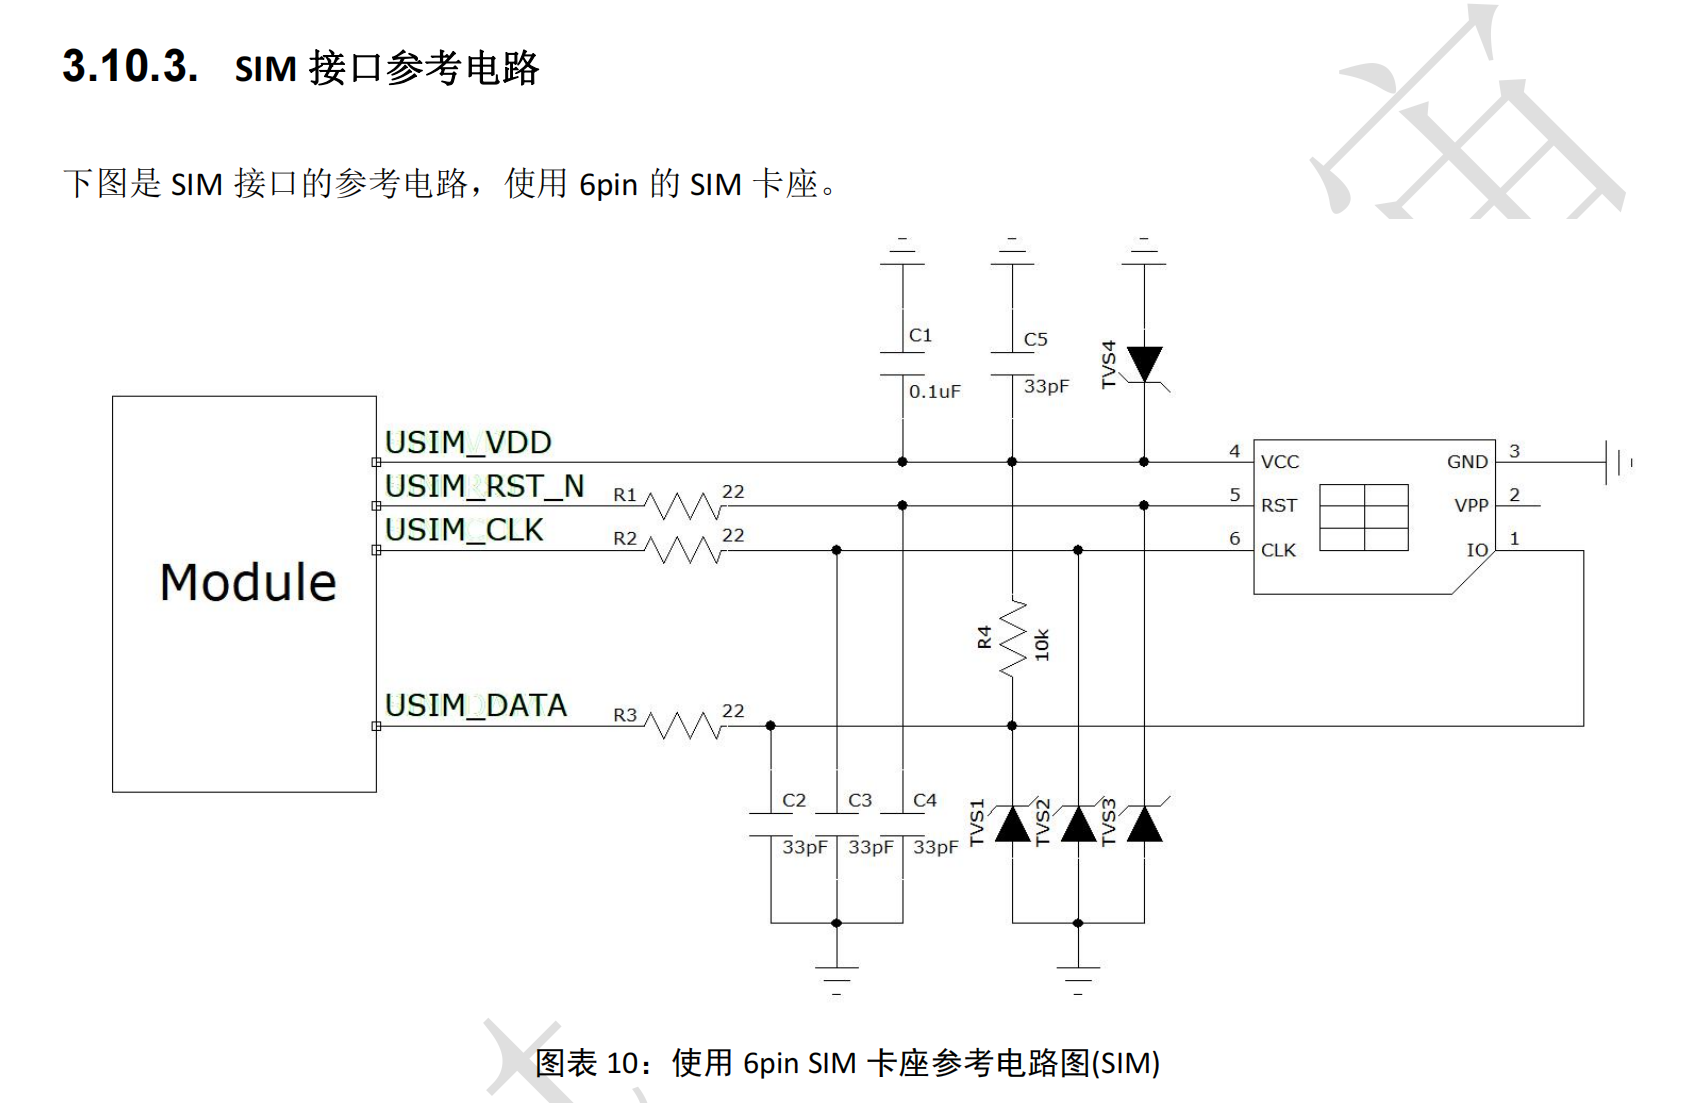 3.10.3. SIM 接口参考电路
下图是 SIM 接口的参考电路，使用 6pin 的 SIM 卡座。
C1
0.1uF
C5
33pF
TVS4
Module
USIM_VDD
USIM_RST_N
USIM_CLK
USIM_DATA
R1 22
R2 22
R3 22
R4 10k
4 VCC
5 RST
6 CLK
GND 3
VPP 2
IO 1
C2
33pF
C3
33pF
C4
33pF
TVS1
TVS2
TVS3
图表 10：使用 6pin SIM 卡座参考电路图(SIM)